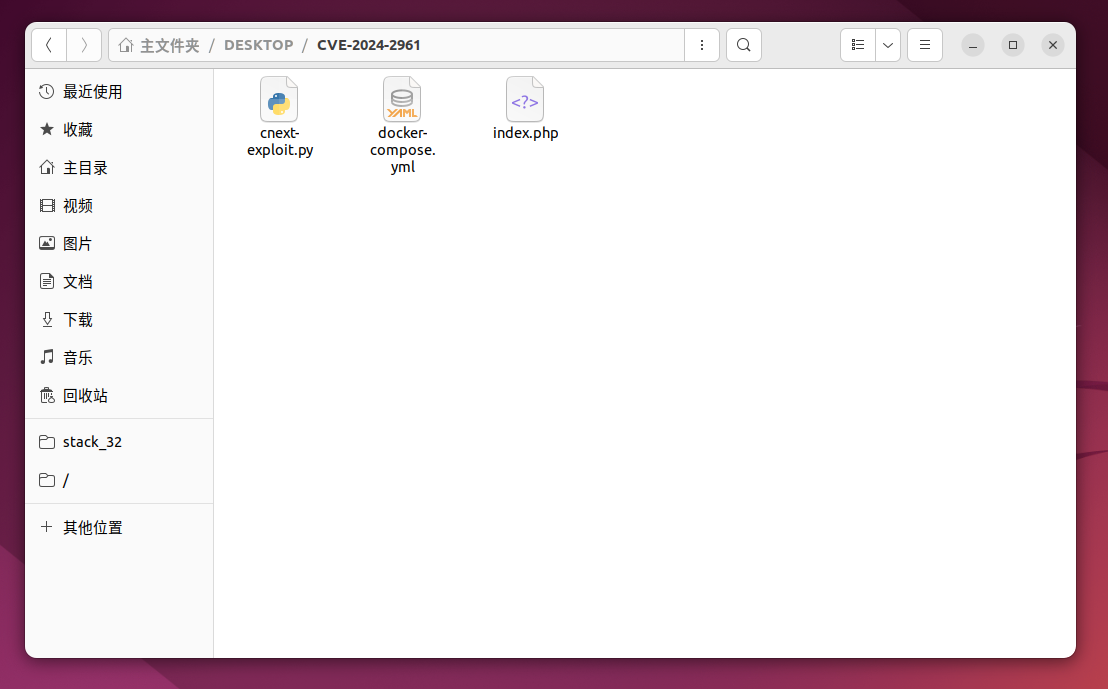 主文件夹 / DESKTOP / CVE-2024-2961
最近使用
收藏
主目录
视频
图片
文档
下载
音乐
回收站
stack_32
/
其他位置
cnext-
exploit.py
YAML
docker-
compose.
yml
<?>
index.php